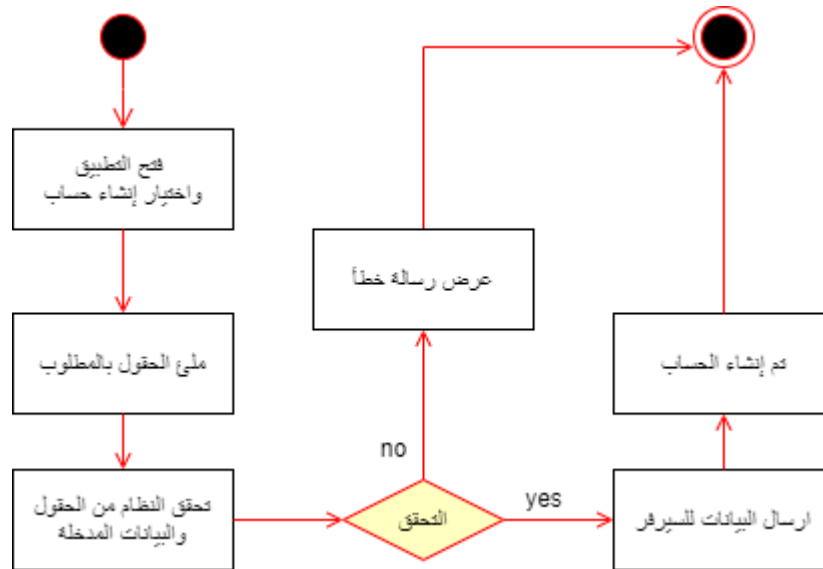 فتح التطبيق
واختيار إنشاء حساب
ملئ الحقول بالمطلوب
تحقق النظام من الحقول
والبيانات المدخلة
التحقق
no
عرض رسالة خطأ
yes
ارسال البيانات للسيرفر
تم إنشاء الحساب